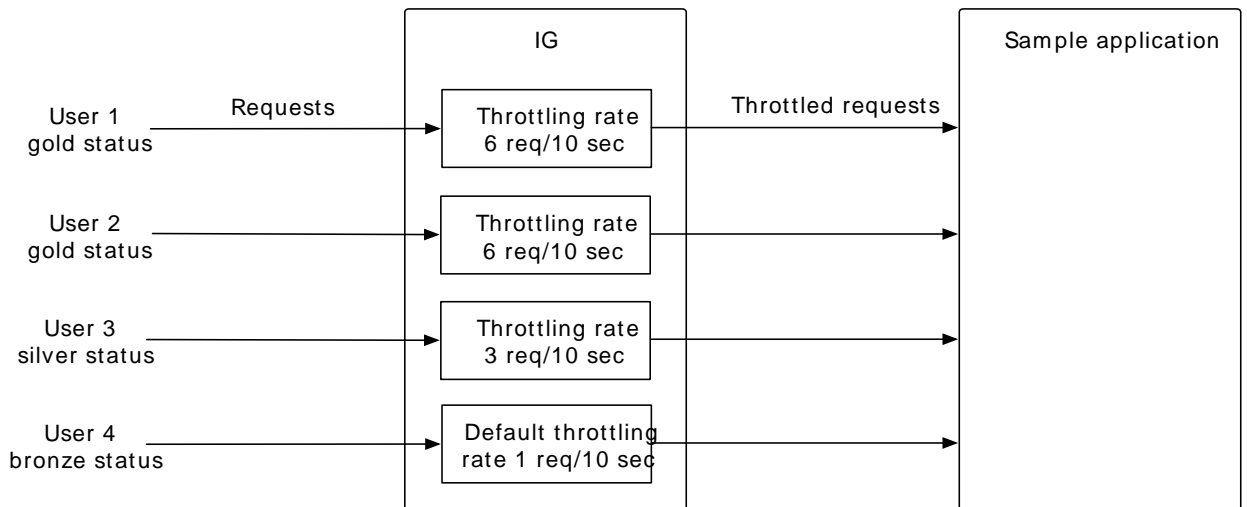 IG
Sample application
User 1
gold status
Requests
Throttling rate
6 req/10 sec
Throttled requests
User 2
gold status
Throttling rate
6 req/10 sec
User 3
silver status
Throttling rate
3 req/10 sec
User 4
bronze status
Default throttling
rate 1 req/10 sec